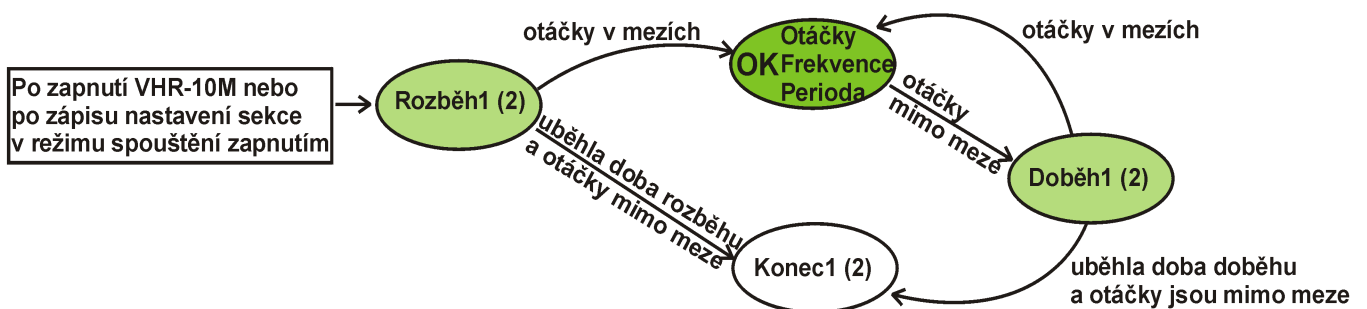 Po zapnutí VHR-10M nebo
po zápisu nastavení sekce
v režimu spouštění zapnutím
Rozběh1 (2)
otáčky v mezích
OK
Otáčky
Frekvence
Perioda
otáčky v mezích
otáčky
mimo meze
Doběh1 (2)
uběhla doba rozběhu
a otáčky mimo meze
Konec1 (2)
uběhla doba doběhu
a otáčky jsou mimo meze